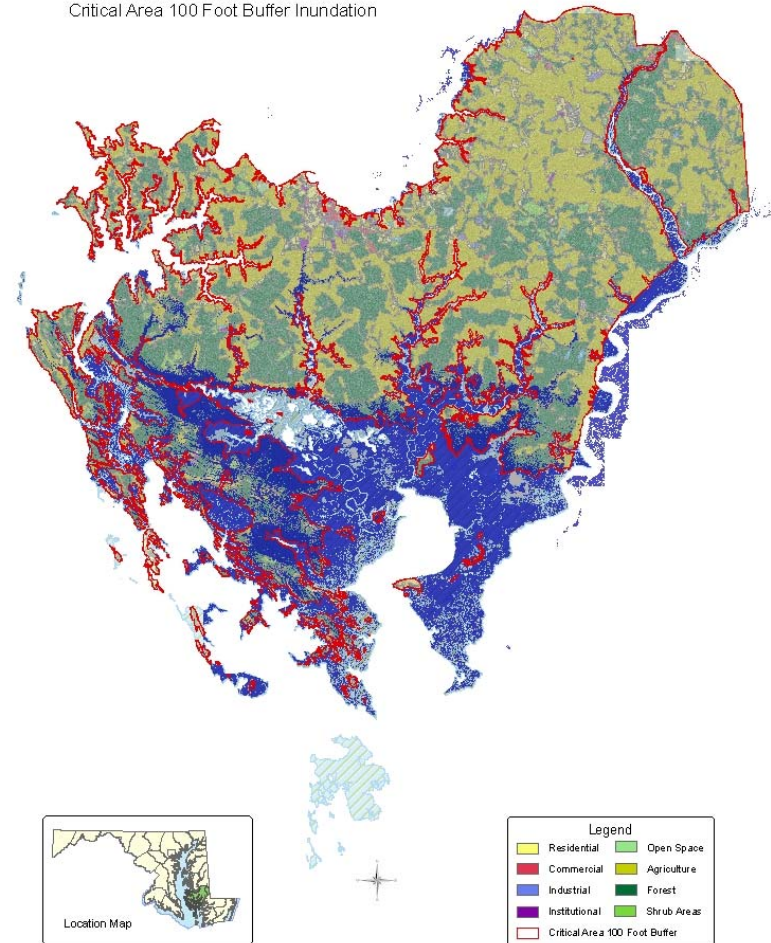 Critical Area 100 Foot Buffer Inundation
Location Map
Legend
Residential
Open Space
Commercial
Agriculture
Industrial
Forest
Institutional
Shrub Areas
Critical Area 100 Foot Buffer